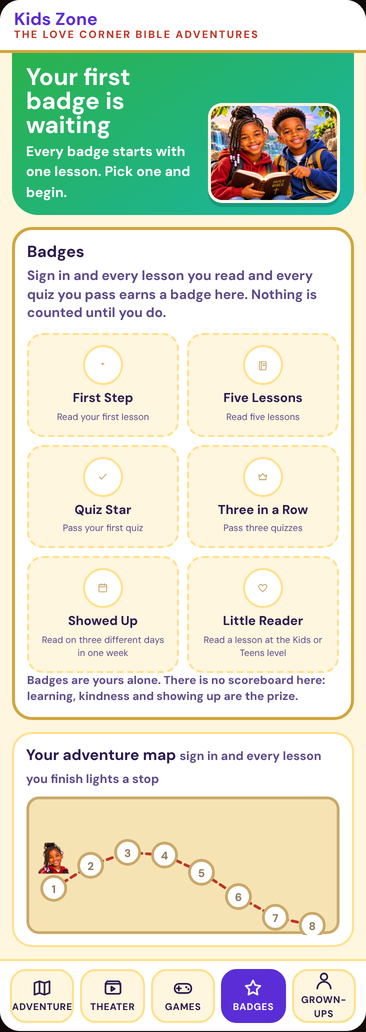 Kids Zone
THE LOVE CORNER BIBLE ADVENTURES
Your first
badge is
waiting
Every badge starts with
one lesson. Pick one and
begin.
HOLY
BIBLE
Badges
Sign in and every lesson you read and every
quiz you pass earns a badge here. Nothing is
counted until you do.
First Step
Read your first lesson
Five Lessons
Read five lessons
Quiz Star
Pass your first quiz
Three in a Row
Pass three quizzes
Showed Up
Read on three different days
in one week
Little Reader
Read a lesson at the Kids or
Teens level
Badges are yours alone. There is no scoreboard here:
learning, kindness and showing up are the prize.
Your adventure map sign in and every lesson
you finish lights a stop
1
2
3
4
5
6
7
8
ADVENTURE
THEATER
GAMES
BADGES
GROWN-
UPS